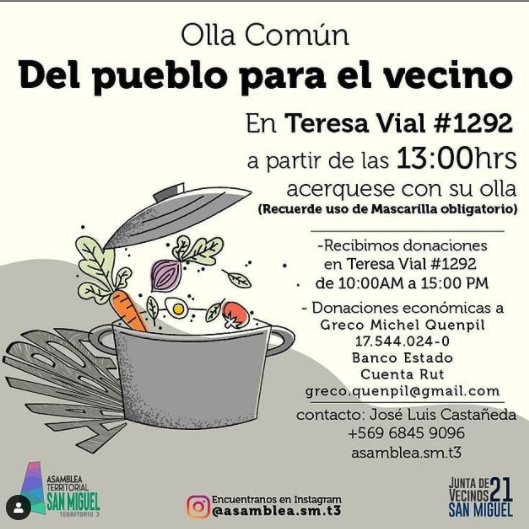 Olla Común
Del pueblo para el vecino
En Teresa Vial #1292
a partir de las 13:00hrs
acerquese con su olla
(Recuerde uso de Mascarilla obligatorio)
-Recibimos donaciones
en Teresa Vial #1292
de 10:00AM a 15:00 PM
- Donaciones económicas a
Greco Michel Quenpil
17.544.024-0
Banco Estado
Cuenta Rut
greco.quenpil@gmail.com
contacto: José Luis Castañeda
+569 6845 9096
asamblea.sm.t3
ASAMBLEA
TERRITORIAL
SAN MIGUEL
TERRITORIO 3
Encuentranos en Instagram
@asamblea.sm.t3
JUNTA DE
VECINOS 21
SAN MIGUEL